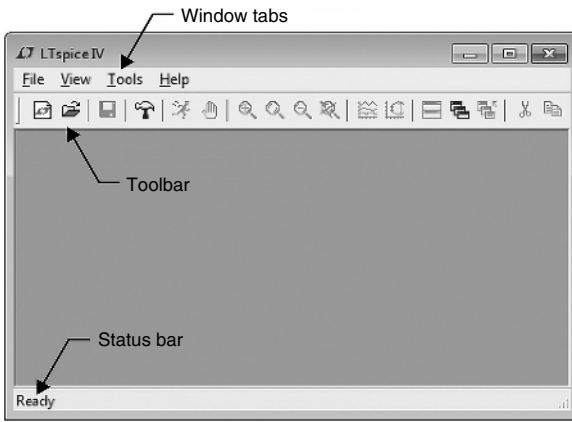 Window tabs
LTspice IV
File View Tools Help
Toolbar
Status bar
Ready